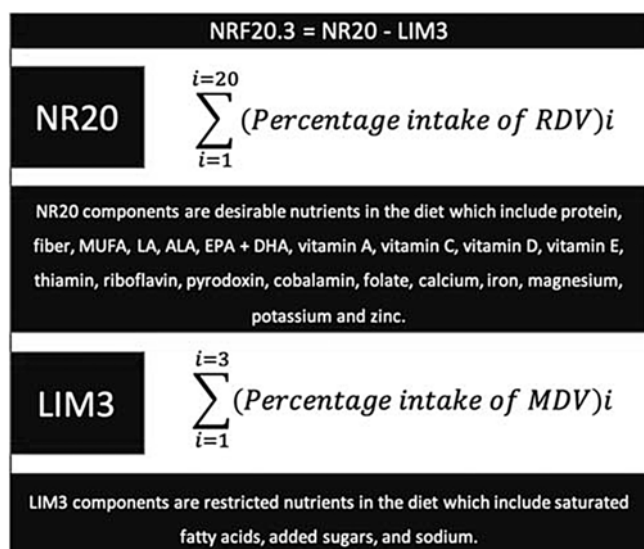 NRF20.3 = NR20 - LIM3
NR20
i=20
∑(Percentage intake of RDV)i
i=1
NR20 components are desirable nutrients in the diet which include protein,
fiber, MUFA, LA, ALA, EPA + DHA, vitamin A, vitamin C, vitamin D, vitamin E,
thiamin, riboflavin, pyrodoxin, cobalamin, folate, calcium, iron, magnesium,
potassium and zinc.
LIM3
i=3
∑(Percentage intake of MDV)i
i=1
LIM3 components are restricted nutrients in the diet which include saturated
fatty acids, added sugars, and sodium.